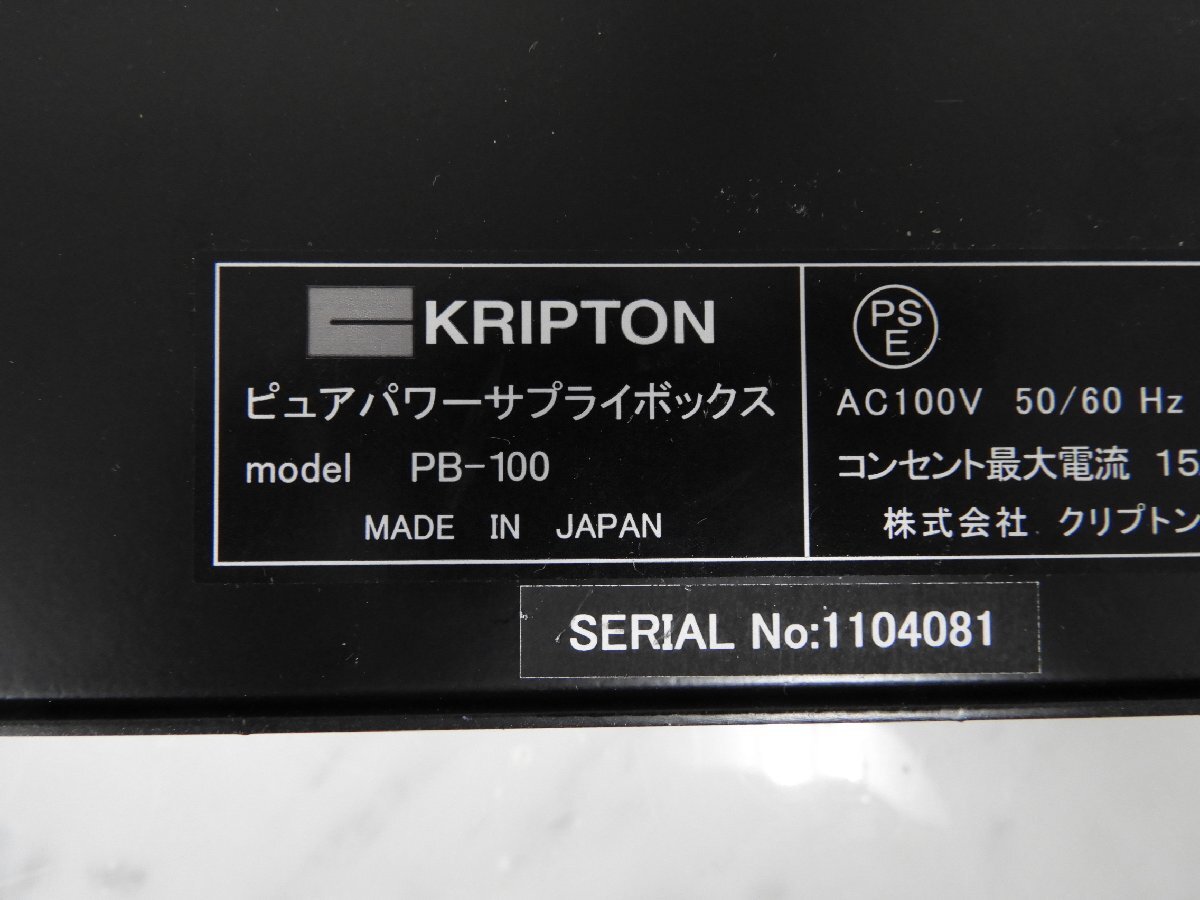 KRIPTON
ピュアパワーサプライボックス
model PB-100
MADE IN JAPAN
PS
E
AC100V 50/60 Hz
コンセント最大電流 15
株式会社 クリプトン
SERIAL No:1104081